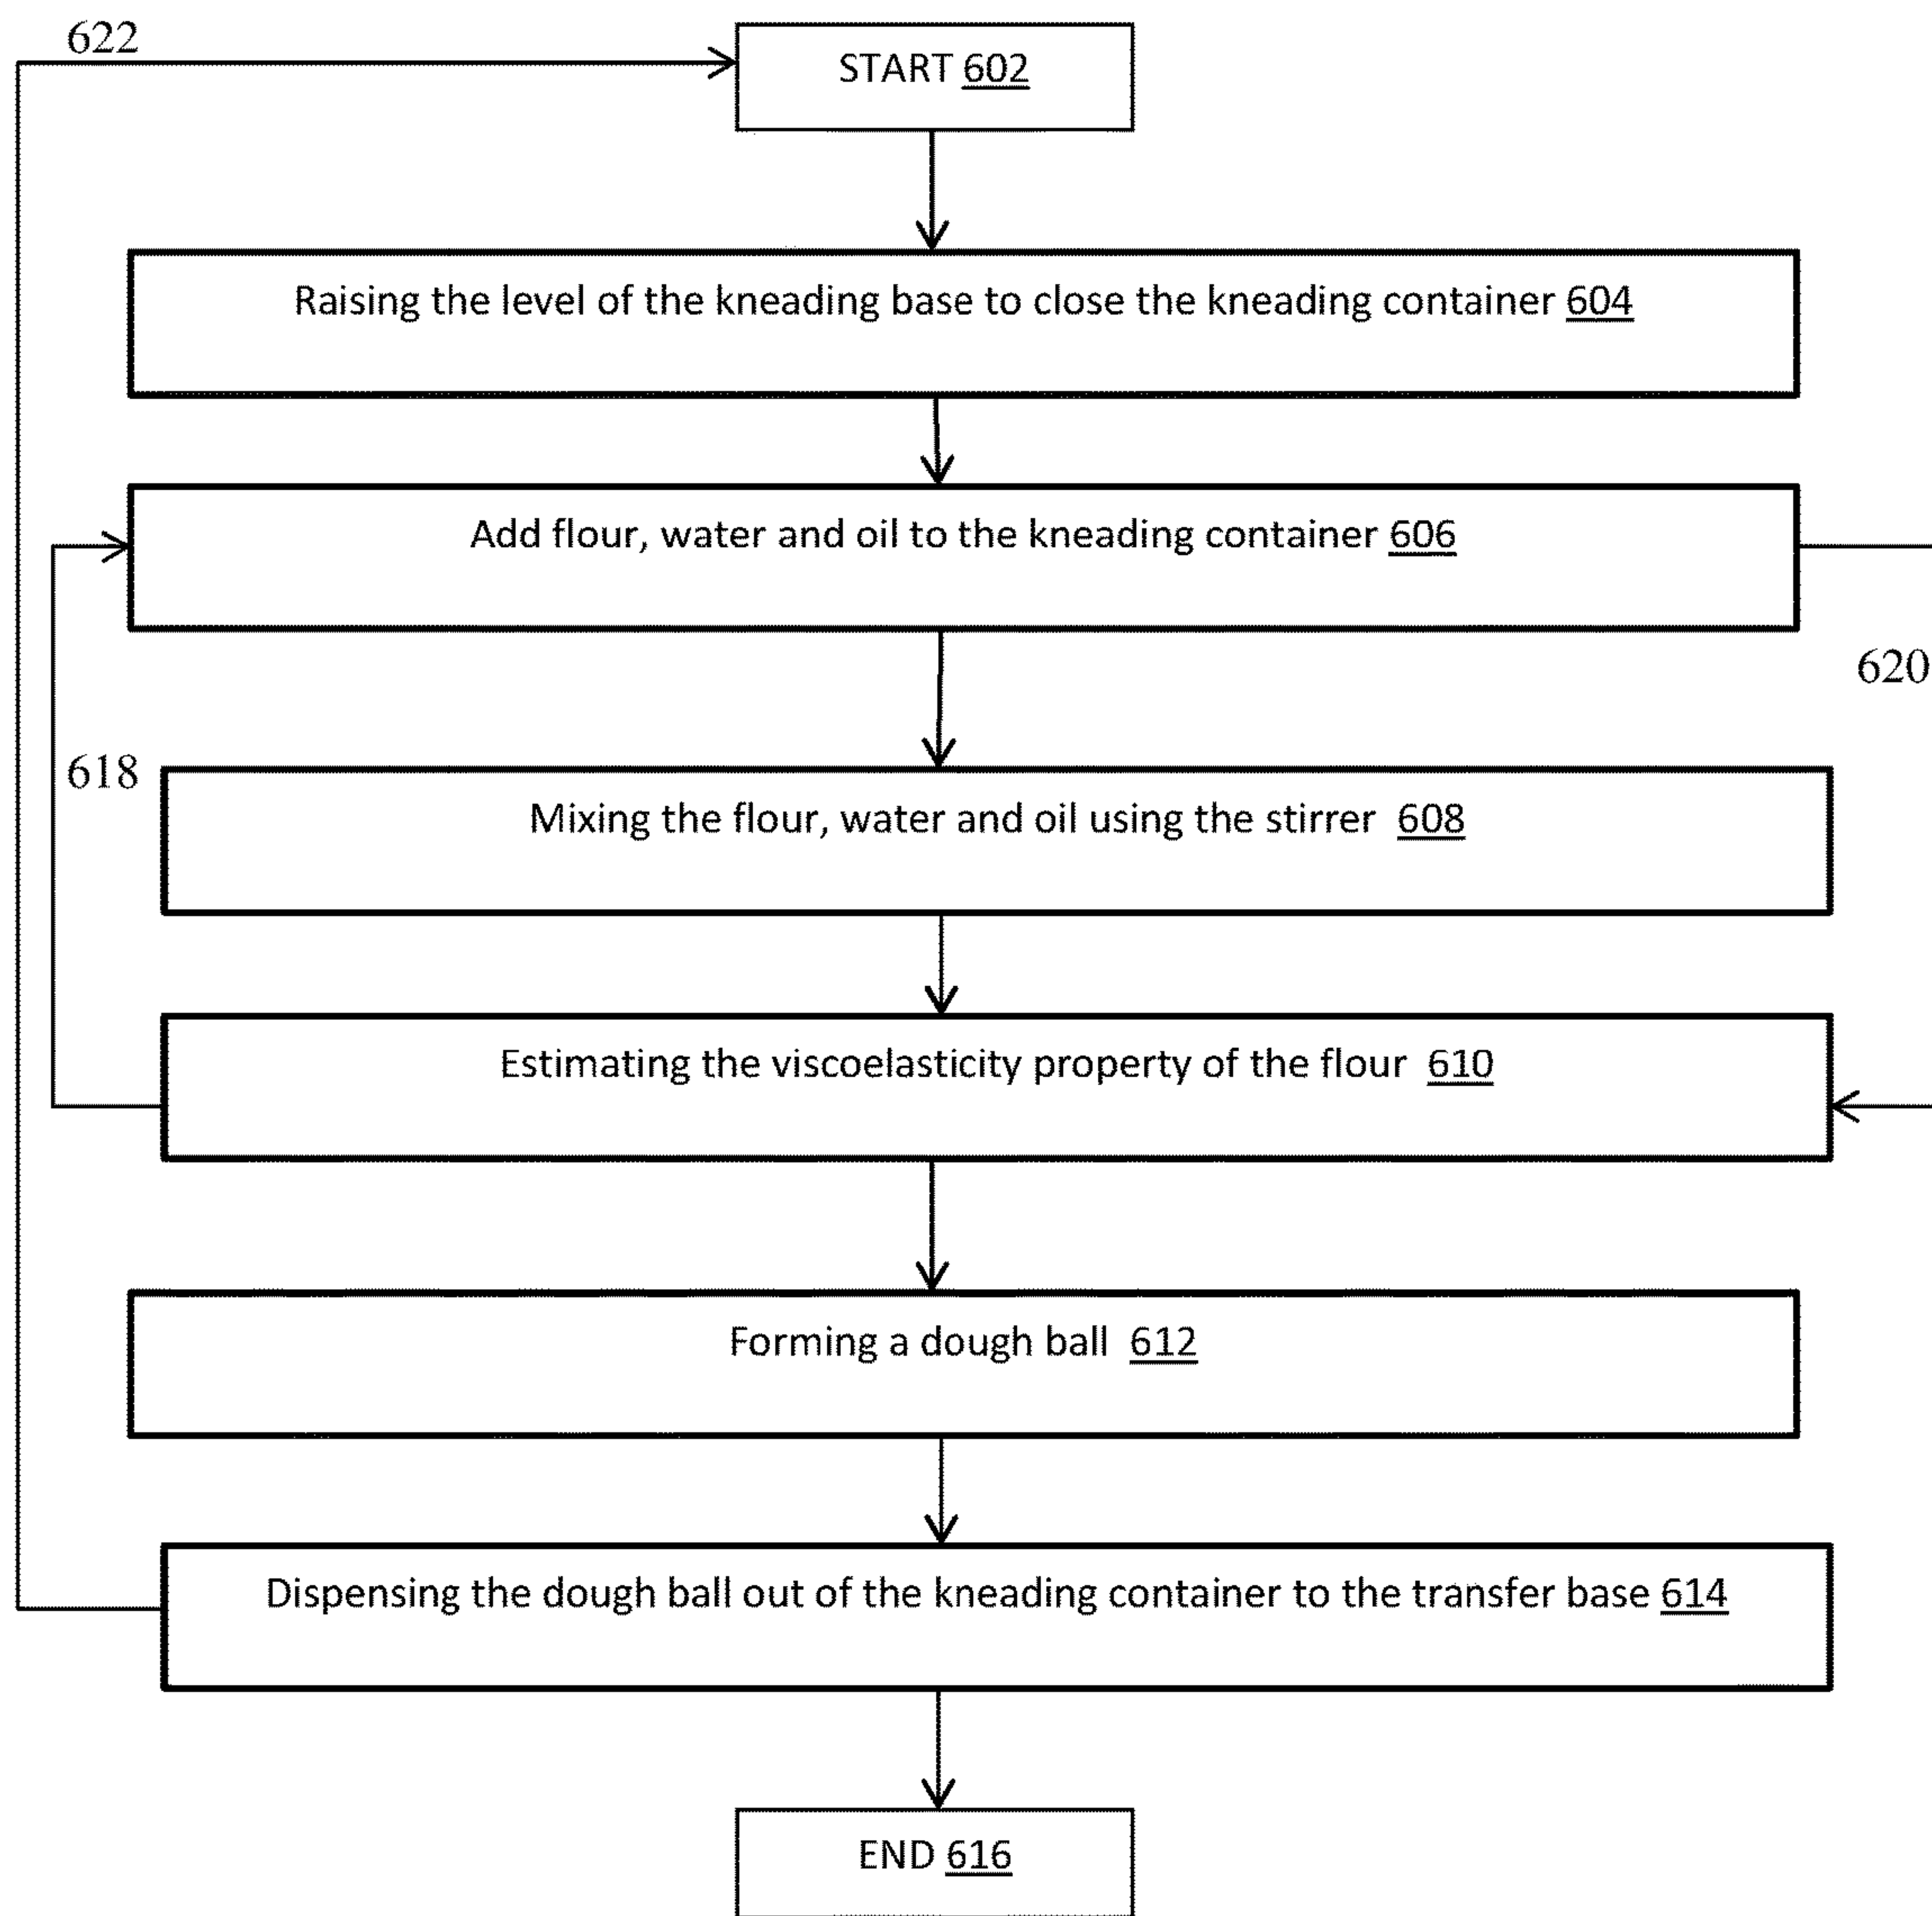 622
START 602
Raising the level of the kneading base to close the kneading container 604
Add flour, water and oil to the kneading container 606
620
618
Mixing the flour, water and oil using the stirrer 608
Estimating the viscoelasticity property of the flour 610
Forming a dough ball 612
Dispensing the dough ball out of the kneading container to the transfer base 614
END 616